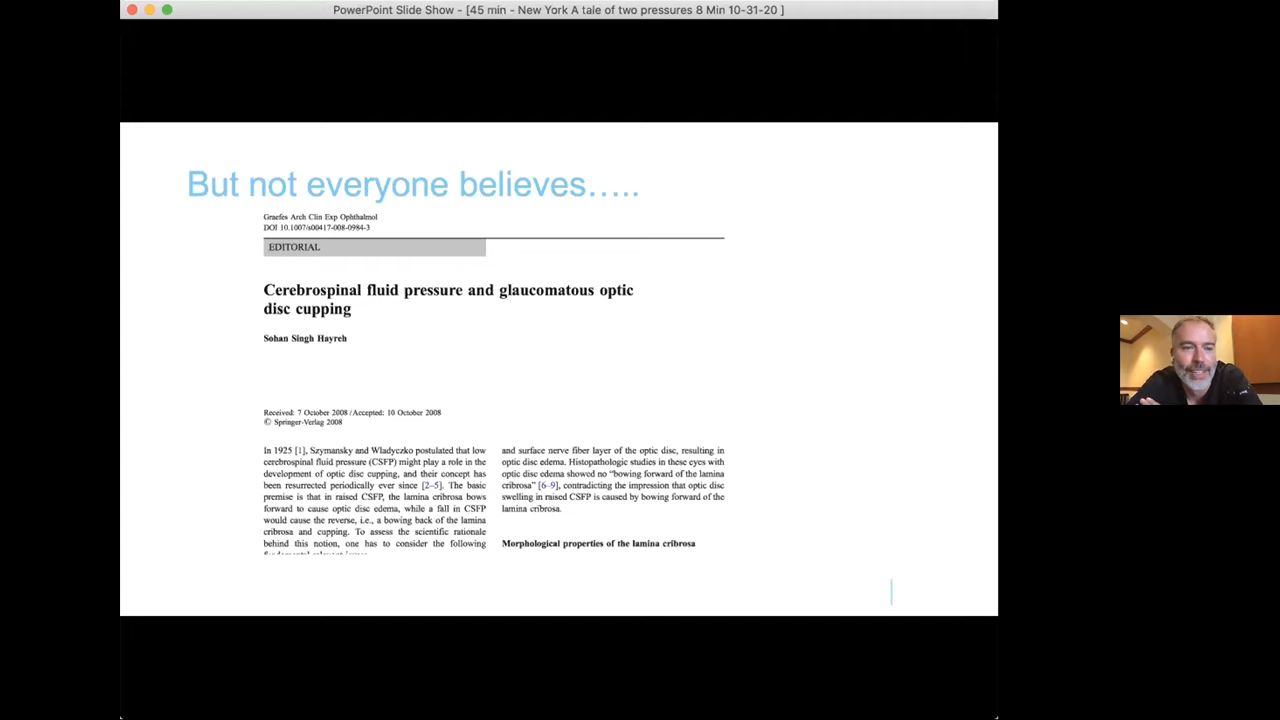 PowerPoint Slide Show - [45 min - New York A tale of two pressures 8 Min 10-31-20 ]
But not everyone believes…..
Graefes Arch Clin Exp Ophthalmol
DOI 10.1007/s00417-008-0984-3
EDITORIAL
Cerebrospinal fluid pressure and glaucomatous optic
disc cupping
Sohan Singh Hayreh
Received: 7 October 2008 / Accepted: 10 October 2008
© Springer-Verlag 2008
In 1925 [1], Szymansky and Wladyczko postulated that low
cerebrospinal fluid pressure (CSFP) might play a role in the
development of optic disc cupping, and their concept has
been resurrected periodically ever since [2–5]. The basic
premise is that in raised CSFP, the lamina cribrosa bows
forward to cause optic disc edema, while a fall in CSFP
would cause the reverse, i.e., a bowing back of the lamina
cribrosa and cupping. To assess the scientific rationale
behind this notion, one has to consider the following
and surface nerve fiber layer of the optic disc, resulting in
optic disc edema. Histopathologic studies in these eyes with
optic disc edema showed no “bowing forward of the lamina
cribrosa” [6–9], contradicting the impression that optic disc
swelling in raised CSFP is caused by bowing forward of the
lamina cribrosa.
Morphological properties of the lamina cribrosa